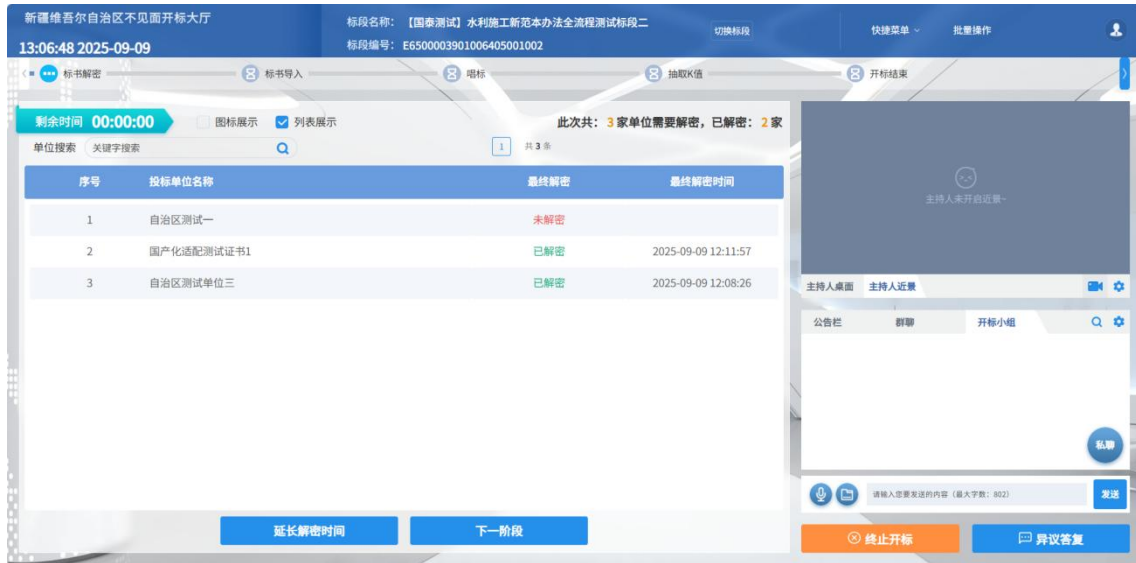 新疆维吾尔自治区不见面开标大厅
13:06:48 2025-09-09
标段名称： 【国泰测试】水利施工新范本办法全流程测试标段二
标段编号： E6500003901006405001002
切换标段
快捷菜单
批量操作
标书解密
标书导入
唱标
抽取K值
开标结束
剩余时间 00:00:00
图标展示
列表展示
此次共： 3 家单位需要解密，已解密： 2 家
单位搜索 关键字搜索
1 共 3 条
序号 投标单位名称 最终解密 最终解密时间
1 自治区测试一 未解密
2 国产化适配测试证书1 已解密 2025-09-09 12:11:57
3 自治区测试单位三 已解密 2025-09-09 12:08:26
延长解密时间
下一阶段
主持人未开启近景~
主持人桌面 主持人近景
公告栏 群聊 开标小组
私聊
请输入您要发送的内容（最大字数：802）
发送
终止开标
异议答复